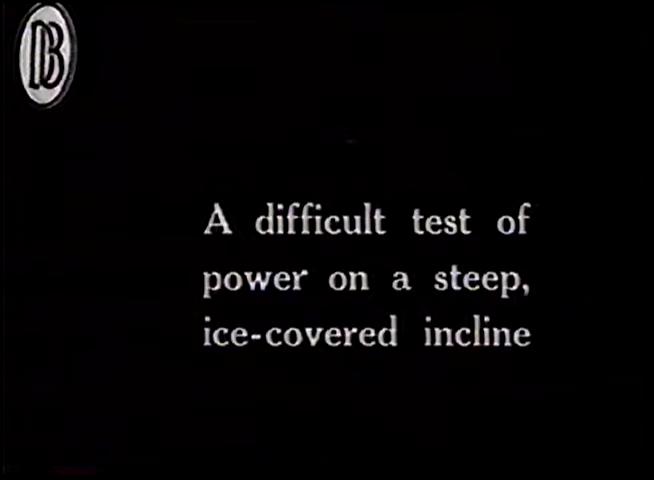 DB
A difficult test of
power on a steep,
ice-covered incline